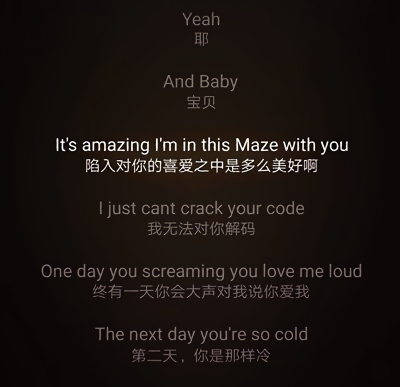 Yeah
耶
And Baby
宝贝
It's amazing I'm in this Maze with you
陷入对你的喜爱之中是多么美好啊
I just cant crack your code
我无法对你解码
One day you screaming you love me loud
终有一天你会大声对我说你爱我
The next day you're so cold
第二天，你是那样冷